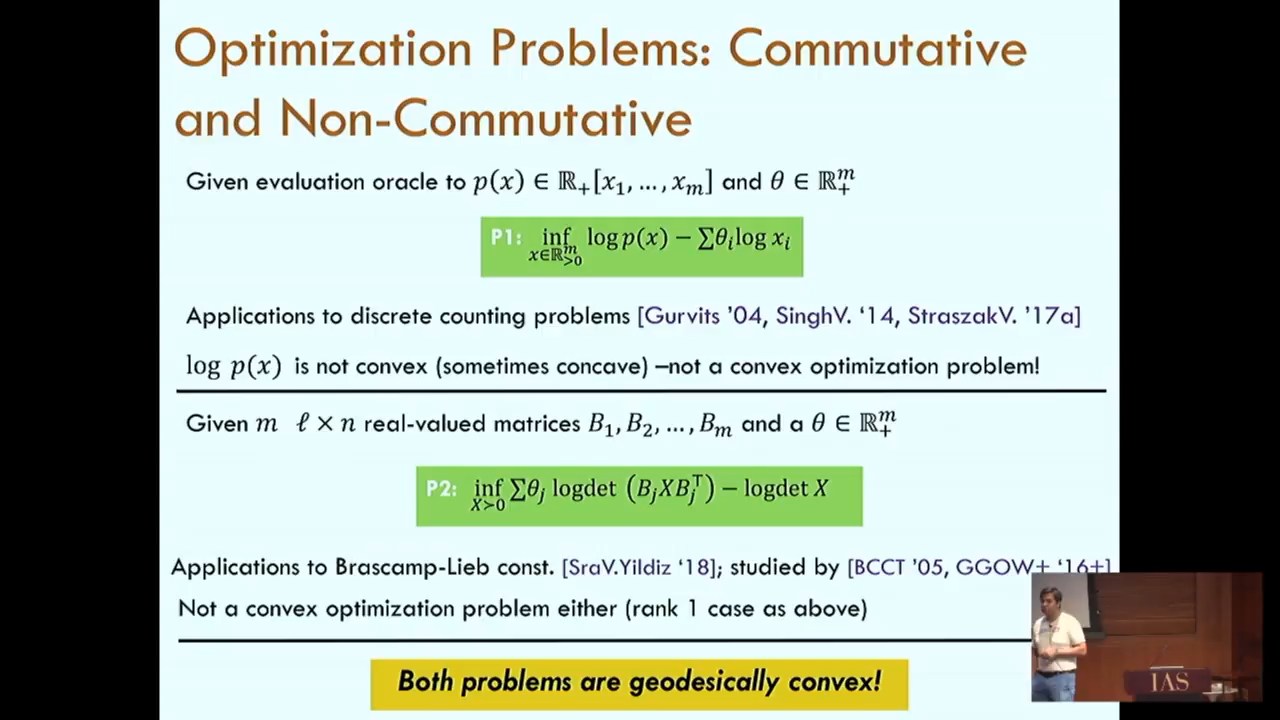 Optimization Problems: Commutative
and Non-Commutative
Given evaluation oracle to p(x) ∈ ℝ₊[x₁, … , xₘ] and θ ∈ ℝ₊ᵐ
P1: inf_{x∈ℝ^m_{>0}} log p(x) − ∑θᵢ log xᵢ
Applications to discrete counting problems [Gurvits ’04, SinghV. ‘14, StraszakV. ’17a]
log p(x) is not convex (sometimes concave) –not a convex optimization problem!
Given m ℓ × n real-valued matrices B₁, B₂, … , Bₘ and a θ ∈ ℝ₊ᵐ
P2: inf_{X≻0} ∑θⱼ logdet (BⱼXBⱼ^⊤) − logdet X
Applications to Brascamp-Lieb const. [SraV.Yildiz ‘18]; studied by [BCCT ’05, GGOW+ ‘16+]
Not a convex optimization problem either (rank 1 case as above)
Both problems are geodesically convex!
IAS